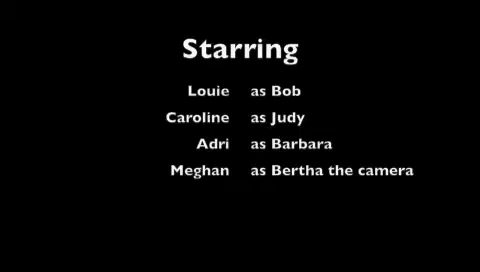 Starring
Louie as Bob
Caroline as Judy
Adri as Barbara
Meghan as Bertha the camera